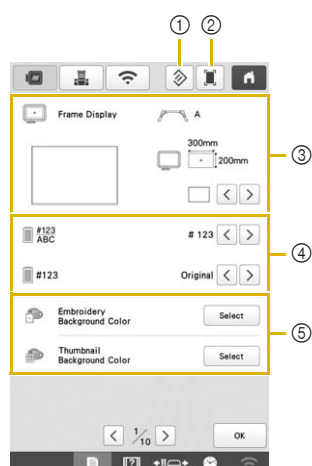 ① ②
Frame Display A
300mm
200mm
③
#123
ABC
# 123
④
#123 Original
Embroidery
Background Color
Select
⑤
Thumbnail
Background Color
Select
1/10
OK